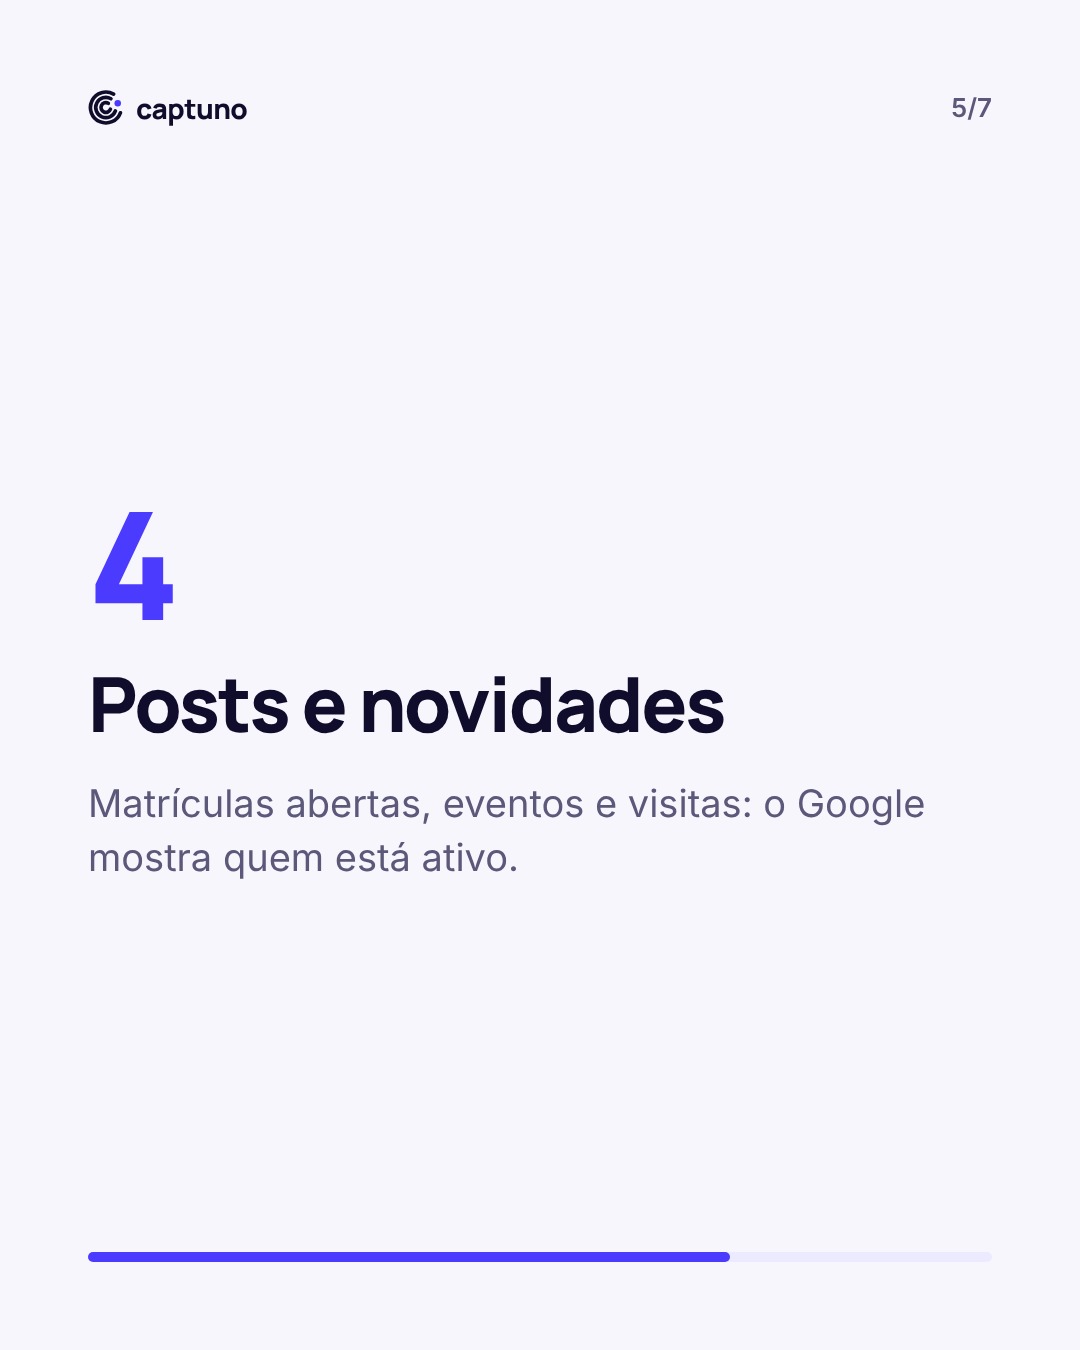 captuno
5/7
4
Posts e novidades
Matrículas abertas, eventos e visitas: o Google
mostra quem está ativo.